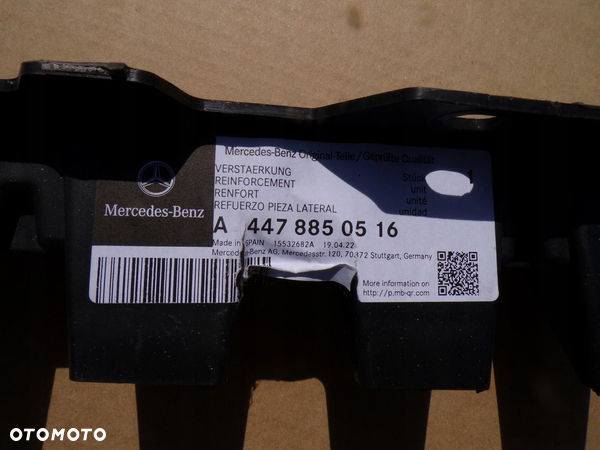 Mercedes-Benz Original-Teile/Geprüfte Qualität
VERSTAERKUNG
REINFORCEMENT
RENFORT
REFUERZO PIEZA LATERAL
Stück
unit
unité
unidad
1
Mercedes-Benz
A 447 885 05 16
Made in SPAIN 15532682A 19.04.22
Mercedes-Benz AG, Mercedesstr. 120, 70372 Stuttgart, Germany
More information on
http://p.mb-qr.com
OTOMOTO